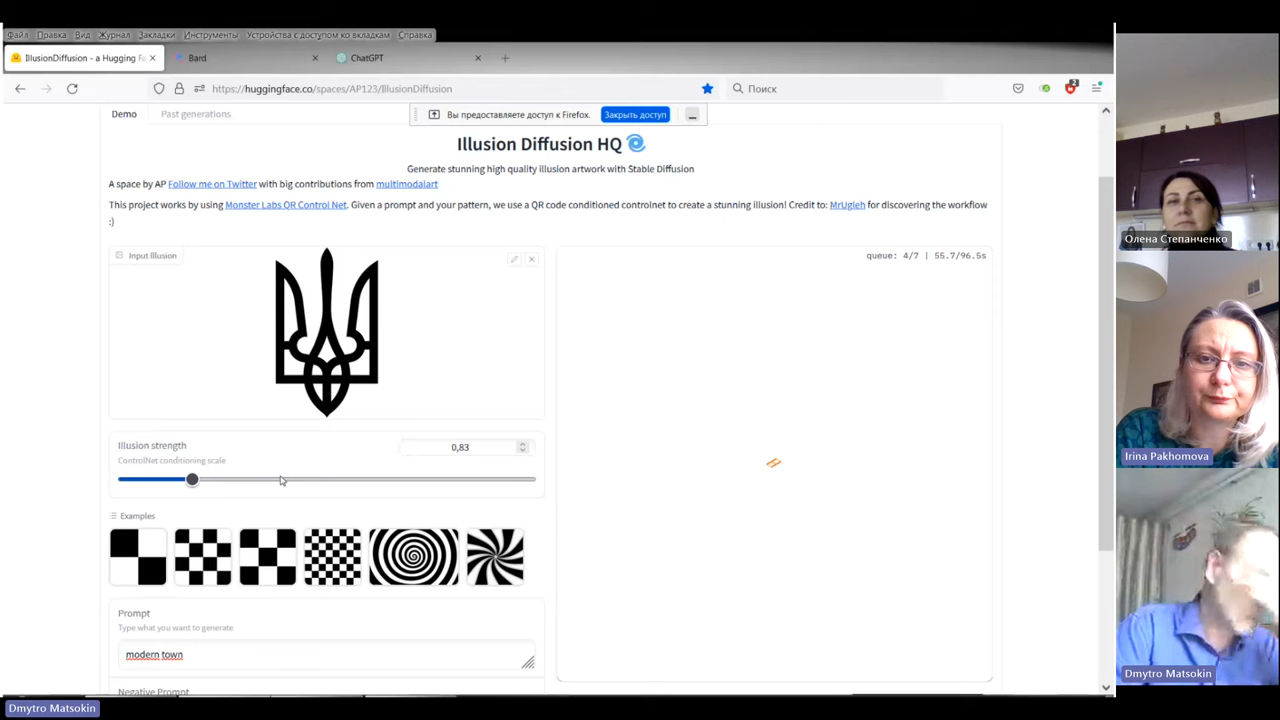 Файл Правка Вид Журнал Закладки Инструменты Устройства с доступом ко вкладкам Справка
IllusionDiffusion - a Hugging Fa
Bard
ChatGPT
https://huggingface.co/spaces/AP123/IllusionDiffusion
Поиск
2
Demo Past generations
Вы предоставляете доступ к Firefox. Закрыть доступ
Illusion Diffusion HQ
Generate stunning high quality illusion artwork with Stable Diffusion
A space by AP Follow me on Twitter with big contributions from multimodalart
This project works by using Monster Labs QR Control Net. Given a prompt and your pattern, we use a QR code conditioned controlnet to create a stunning illusion! Credit to: MrUgleh for discovering the workflow
:)
Input Illusion
queue: 4/7 | 55.7/96.5s
Illusion strength
0,83
ControlNet conditioning scale
Examples
Prompt
Type what you want to generate
modern town
Negative Prompt
Олена Степанченко
Irina Pakhomova
Dmytro Matsokin
Dmytro Matsokin